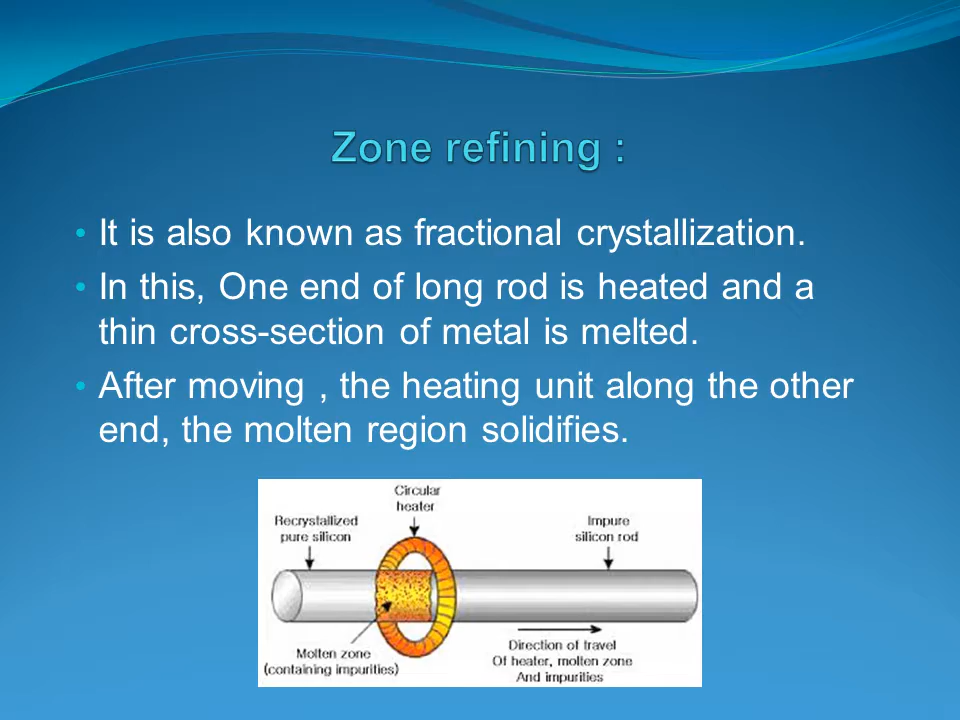 Zone refining :
• It is also known as fractional crystallization.
• In this, One end of long rod is heated and a
thin cross-section of metal is melted.
• After moving , the heating unit along the other
end, the molten region solidifies.
Circular
heater
Recrystallized
pure silicon
Impure
silicon rod
Molten zone
(containing impurities)
Direction of travel
Of heater, molten zone
And impurities